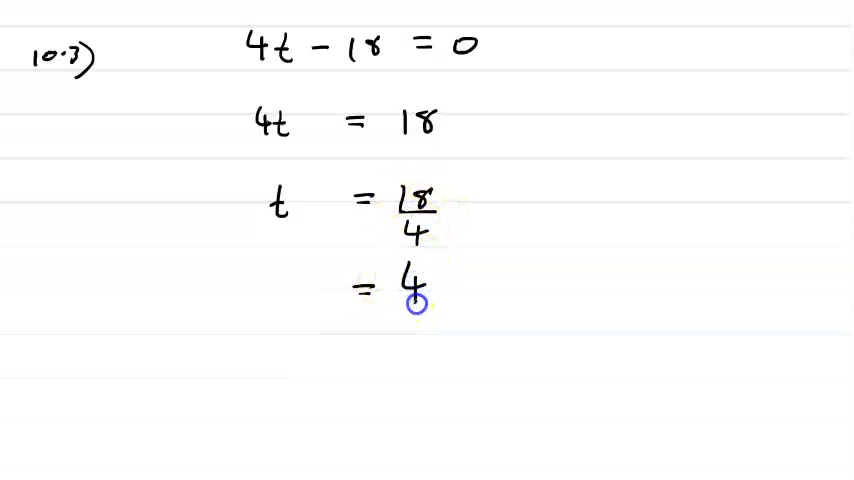 10.3) 4t - 18 = 0
4t = 18
t = 18/4
= 4